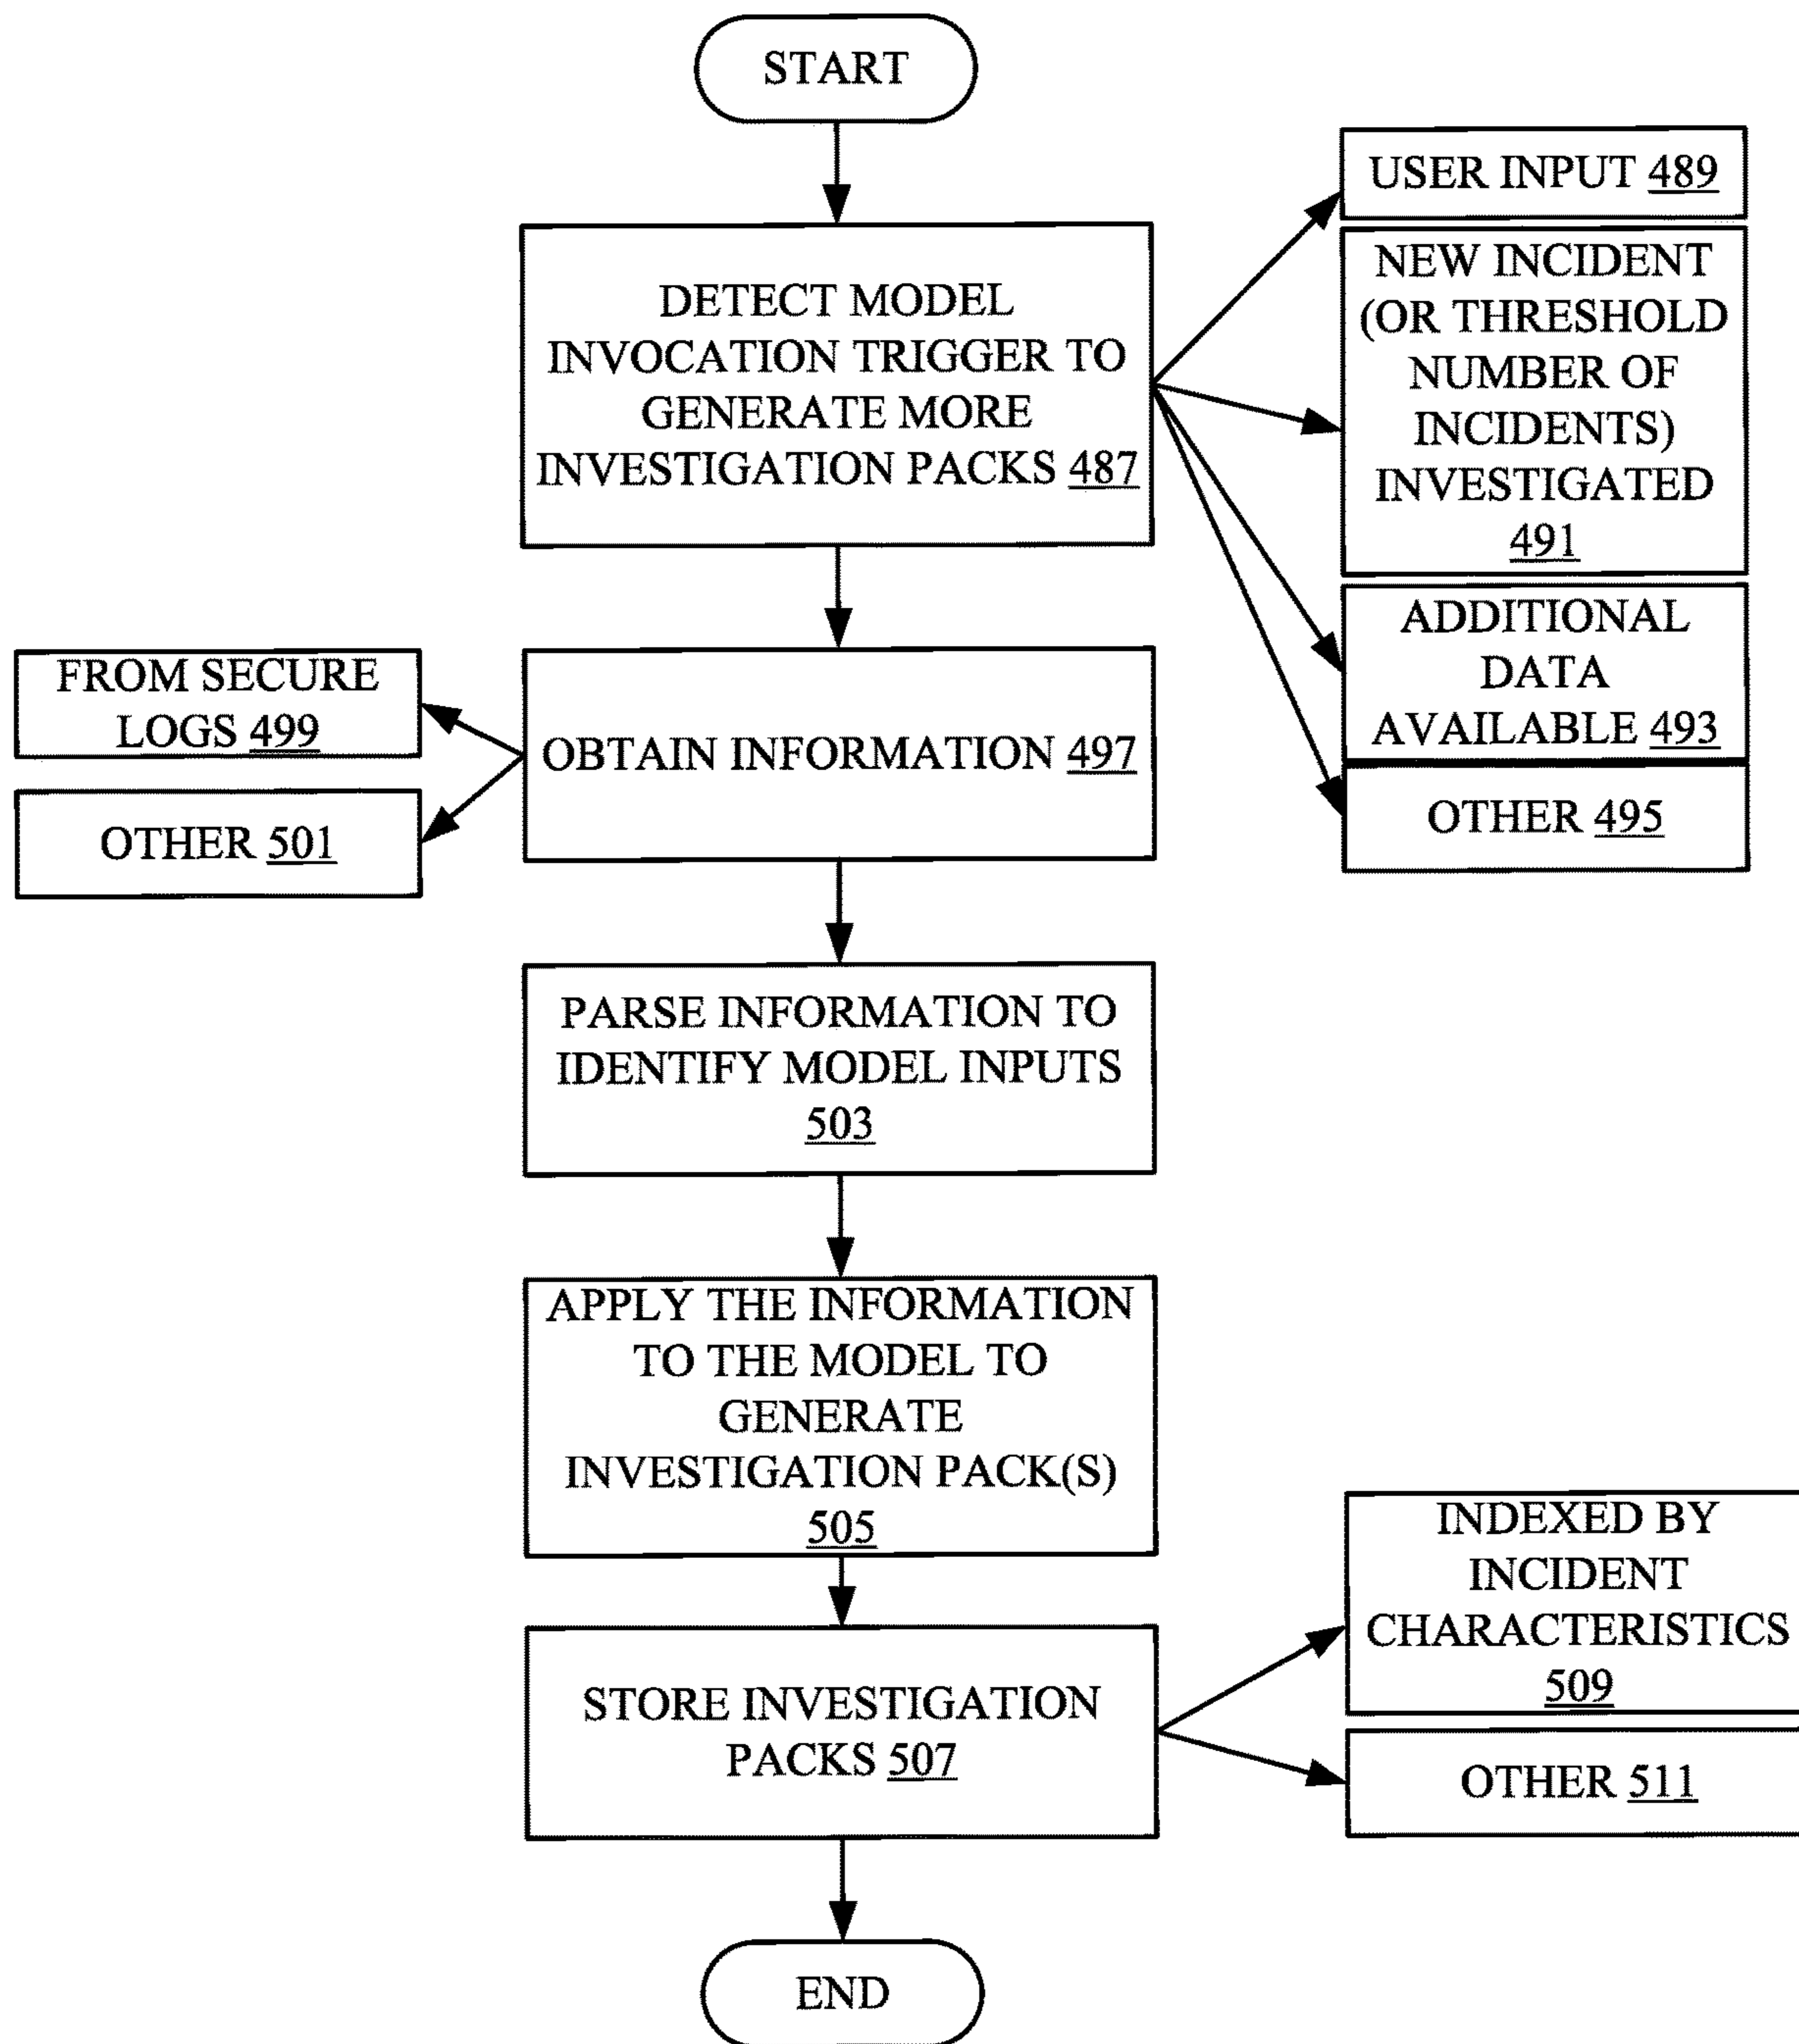 START
DETECT MODEL
INVOCATION TRIGGER TO
GENERATE MORE
INVESTIGATION PACKS 487
USER INPUT 489
NEW INCIDENT
(OR THRESHOLD
NUMBER OF
INCIDENTS)
INVESTIGATED
491
ADDITIONAL
DATA
AVAILABLE 493
OTHER 495
FROM SECURE
LOGS 499
OTHER 501
OBTAIN INFORMATION 497
PARSE INFORMATION TO
IDENTIFY MODEL INPUTS
503
APPLY THE INFORMATION
TO THE MODEL TO
GENERATE
INVESTIGATION PACK(S)
505
STORE INVESTIGATION
PACKS 507
INDEXED BY
INCIDENT
CHARACTERISTICS
509
OTHER 511
END